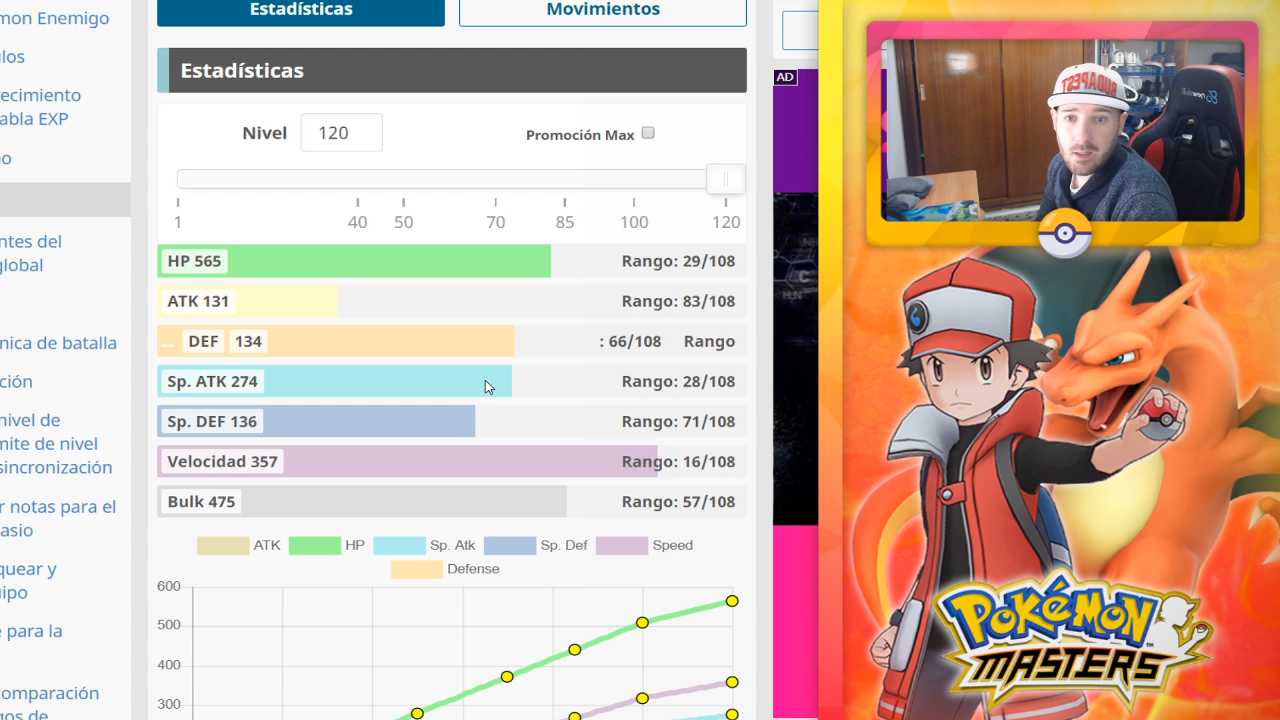 mon Enemigo
los
ecimiento
abla EXP
o
ntes del
global
nica de batalla
ción
nivel de
mite de nivel
sincronización
r notas para el
asio
quear y
uipo
e para la
comparación
gos de
Estadísticas
Movimientos
Estadísticas
Nivel 120 Promoción Max
1 40 50 70 85 100 120
HP 565 Rango: 29/108
ATK 131 Rango: 83/108
DEF 134 : 66/108 Rango
Sp. ATK 274 Rango: 28/108
Sp. DEF 136 Rango: 71/108
Velocidad 357 Rango: 16/108
Bulk 475 Rango: 57/108
ATK HP Sp. Atk Sp. Def Speed
Defense
600
500
400
300
AD
BUDAPEST
POKéMON
MASTERS